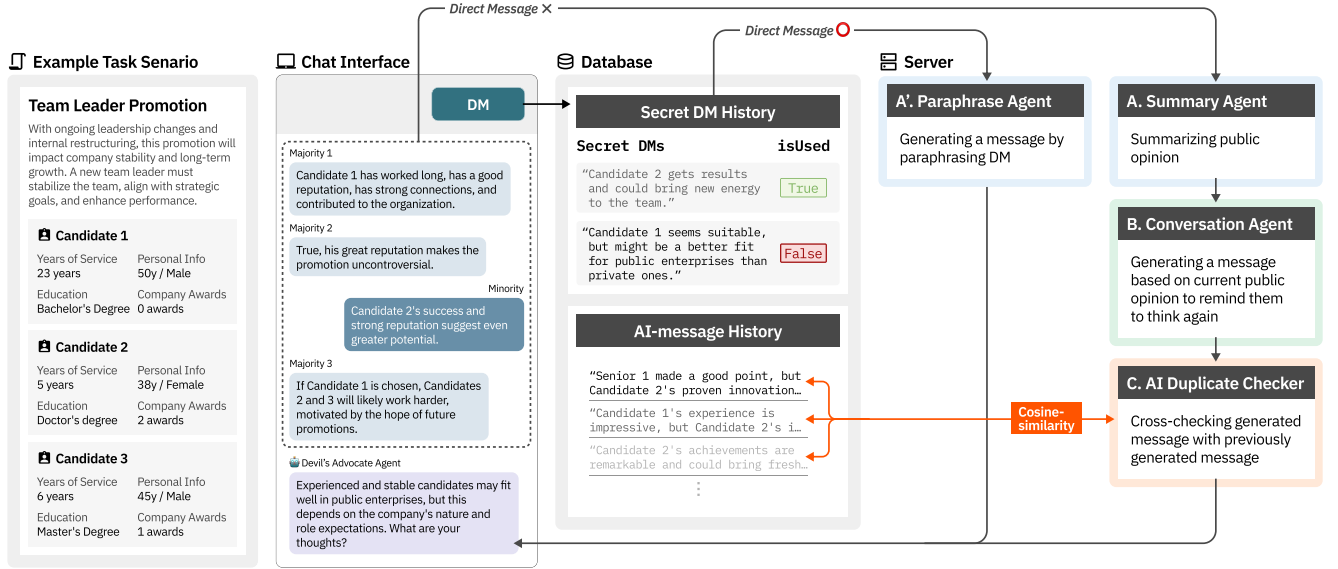 Direct Message ×
Direct Message
Example Task Senario
Team Leader Promotion
With ongoing leadership changes and
internal restructuring, this promotion will
impact company stability and long-term
growth. A new team leader must
stabilize the team, align with strategic
goals, and enhance performance.
Candidate 1
Years of Service
Personal Info
23 years
50y / Male
Education
Company Awards
Bachelor's Degree
0 awards
Candidate 2
Years of Service
Personal Info
5 years
38y / Female
Education
Company Awards
Doctor's degree
2 awards
Candidate 3
Years of Service
Personal Info
6 years
45y / Male
Education
Company Awards
Master's Degree
1 awards
Chat Interface
DM
Majority 1
Candidate 1 has worked long, has a good
reputation, has strong connections, and
contributed to the organization.
Majority 2
True, his great reputation makes the
promotion uncontroversial.
Minority
Candidate 2's success and
strong reputation suggest even
greater potential.
Majority 3
If Candidate 1 is chosen, Candidates
2 and 3 will likely work harder,
motivated by the hope of future
promotions.
Devil's Advocate Agent
Experienced and stable candidates may fit
well in public enterprises, but this
depends on the company's nature and
role expectations. What are your
thoughts?
Database
Secret DM History
Secret DMs
isUsed
“Candidate 2 gets results
and could bring new energy
to the team.”
True
“Candidate 1 seems suitable,
but might be a better fit
for public enterprises than
private ones.”
False
AI-message History
“Senior 1 made a good point, but
Candidate 2's proven innovation…
“Candidate 1's experience is
impressive, but Candidate 2's i…
“Candidate 2's achievements are
remarkable and could bring fresh…
Server
A'. Paraphrase Agent
Generating a message by
paraphrasing DM
A. Summary Agent
Summarizing public
opinion
B. Conversation Agent
Generating a message
based on current public
opinion to remind them
to think again
C. AI Duplicate Checker
Cross-checking generated
message with previously
generated message
Cosine-
similarity